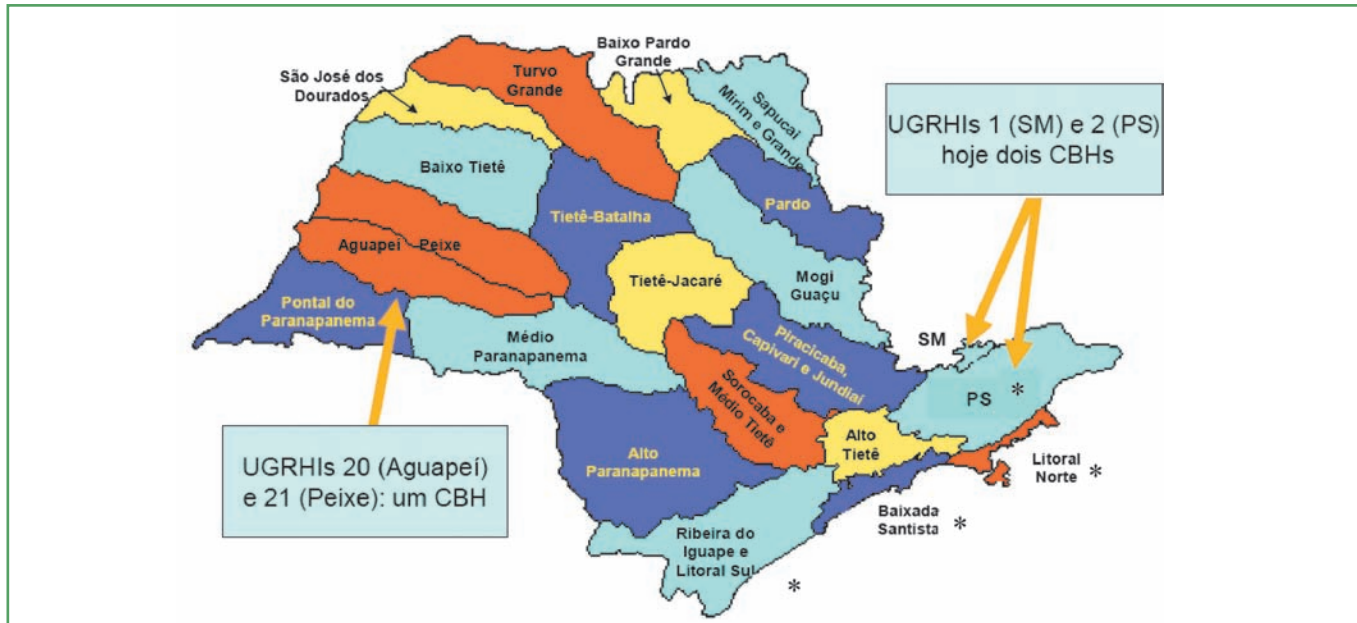 Baixo Pardo
Grande
São José dos
Dourados
Turvo
Grande
Sapucaí
Mirim e Grande
UGRHIs 1 (SM) e 2 (PS)
hoje dois CBHs
Baixo Tietê
Pardo
Tietê-Batalha
Aguapeí Peixe
Tietê-Jacaré
Mogi
Guaçu
Pontal do
Paranapanema
Médio
Paranapanema
Piracicaba,
Capivari e Jundiaí
SM
PS *
Sorocaba e
Médio Tietê
Alto
Tietê
UGRHIs 20 (Aguapeí)
e 21 (Peixe): um CBH
Alto
Paranapanema
Litoral
Norte *
Baixada
Santista *
Ribeira do
Iguape e
Litoral Sul
*